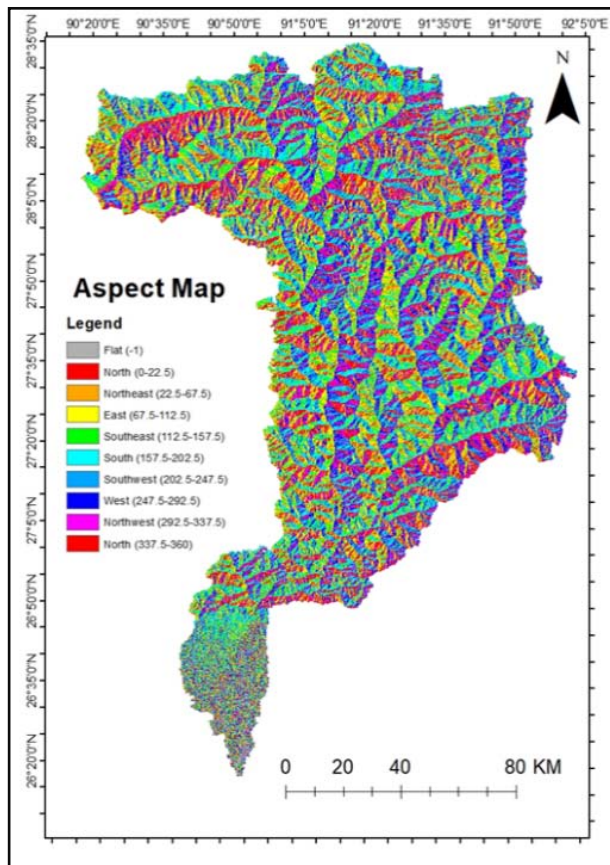 90°20'0"E 90°35'0"E 90°50'0"E 91°5'0"E 91°20'0"E 91°35'0"E 91°50'0"E 92°5'0"E
28°35'0"N
28°20'0"N
28°5'0"N
27°50'0"N
27°35'0"N
27°20'0"N
27°5'0"N
26°50'0"N
26°35'0"N
26°20'0"N
N
Aspect Map
Legend
Flat (-1)
North (0-22.5)
Northeast (22.5-67.5)
East (67.5-112.5)
Southeast (112.5-157.5)
South (157.5-202.5)
Southwest (202.5-247.5)
West (247.5-292.5)
Northwest (292.5-337.5)
North (337.5-360)
0 20 40 80 KM